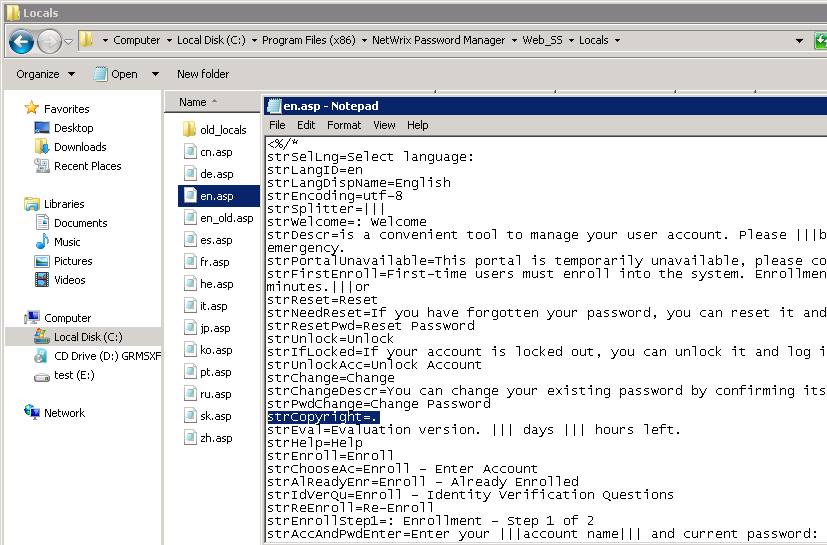 Locals
Computer Local Disk (C:) Program Files (x86) NetWrix Password Manager Web_SS Locals
Organize Open New folder
Favorites
Desktop
Downloads
Recent Places
Libraries
Documents
Music
Pictures
Videos
Computer
Local Disk (C:)
CD Drive (D:) GRMSXF
test (E:)
Network
Name
old_locals
cn.asp
de.asp
en.asp
en_old.asp
es.asp
fr.asp
he.asp
it.asp
jp.asp
ko.asp
pt.asp
ru.asp
sk.asp
zh.asp
en.asp - Notepad
File Edit Format View Help
<%/*
strSelLng=Select language:
strLangID=en
strLangDispName=English
strEncoding=utf-8
strSplitter=|||
strWelcome=: Welcome
strDescr=is a convenient tool to manage your user account. Please |||b
emergency.
strPortalUnavailable=This portal is temporarily unavailable, please co
strFirstEnroll=First-time users must enroll into the system. Enrollmen
minutes.|||or
strReset=Reset
strNeedReset=If you have forgotten your password, you can reset it and
strResetPwd=Reset Password
strUnlock=Unlock
strIfLocked=If your account is locked out, you can unlock it and log i
strUnlockAcc=Unlock Account
strChange=Change
strChangeDescr=You can change your existing password by confirming its
strPwdChange=Change Password
strCopyright=.
strEval=Evaluation version. ||| days ||| hours left.
strHelp=Help
strEnroll=Enroll
strChooseAc=Enroll - Enter Account
strAlReadyEnr=Enroll - Already Enrolled
strIdVerQu=Enroll - Identity Verification Questions
strReEnroll=Re-Enroll
strEnrollStep1=: Enrollment - Step 1 of 2
strAccAndPwdEnter=Enter your |||account name||| and current password: